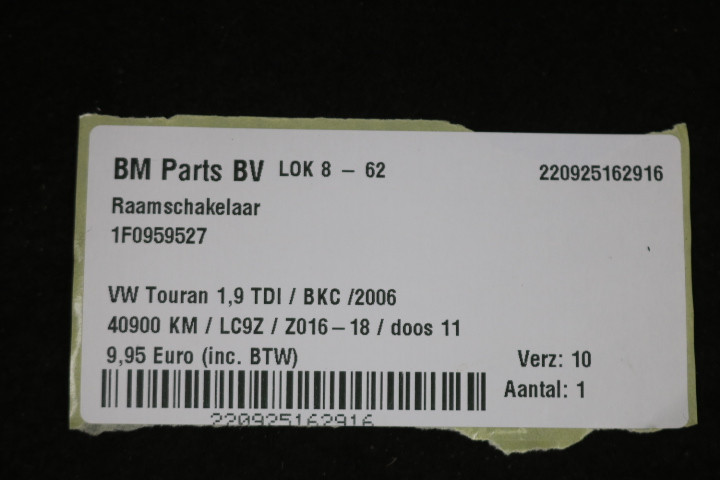 BM Parts BV LOK 8 – 62 220925162916
Raamschakelaar
1F0959527
VW Touran 1,9 TDI / BKC /2006
40900 KM / LC9Z / Z016–18 / doos 11
9,95 Euro (inc. BTW) Verz: 10
Aantal: 1
220925162916